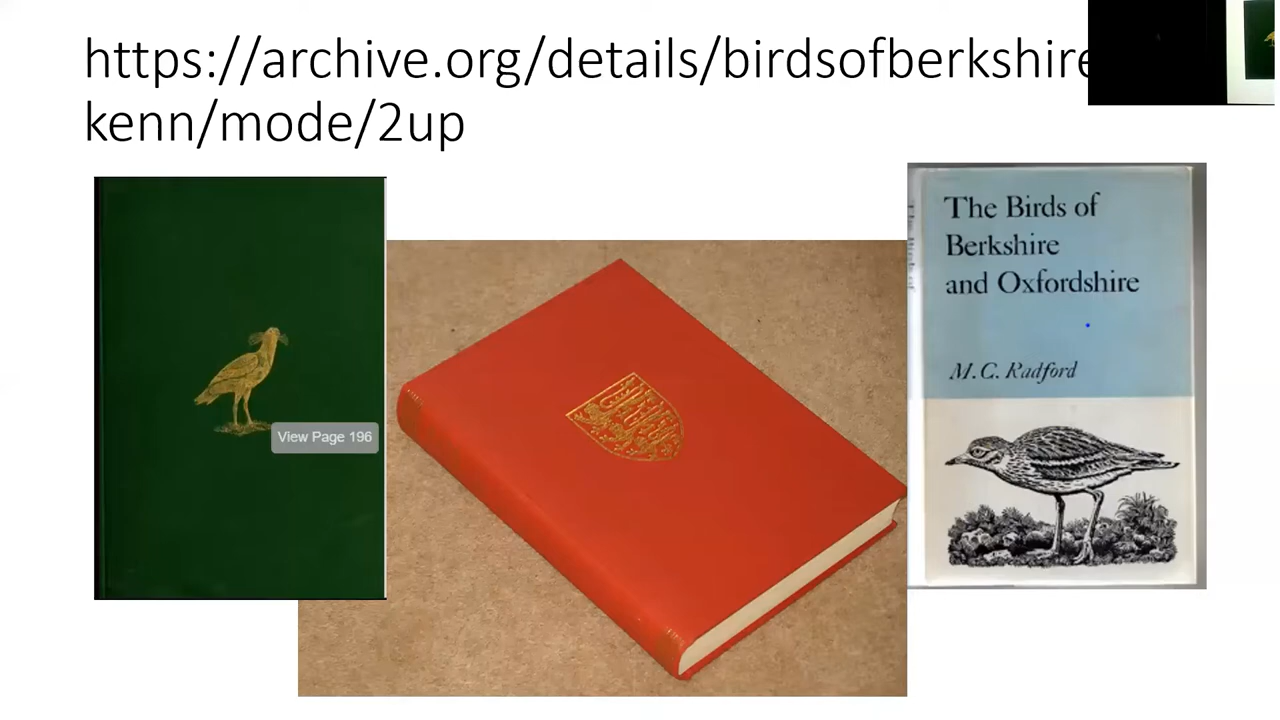 https://archive.org/details/birdsofberkshire
kenn/mode/2up
View Page 196
The Birds of
Berkshire
and Oxfordshire
M.C. Radford